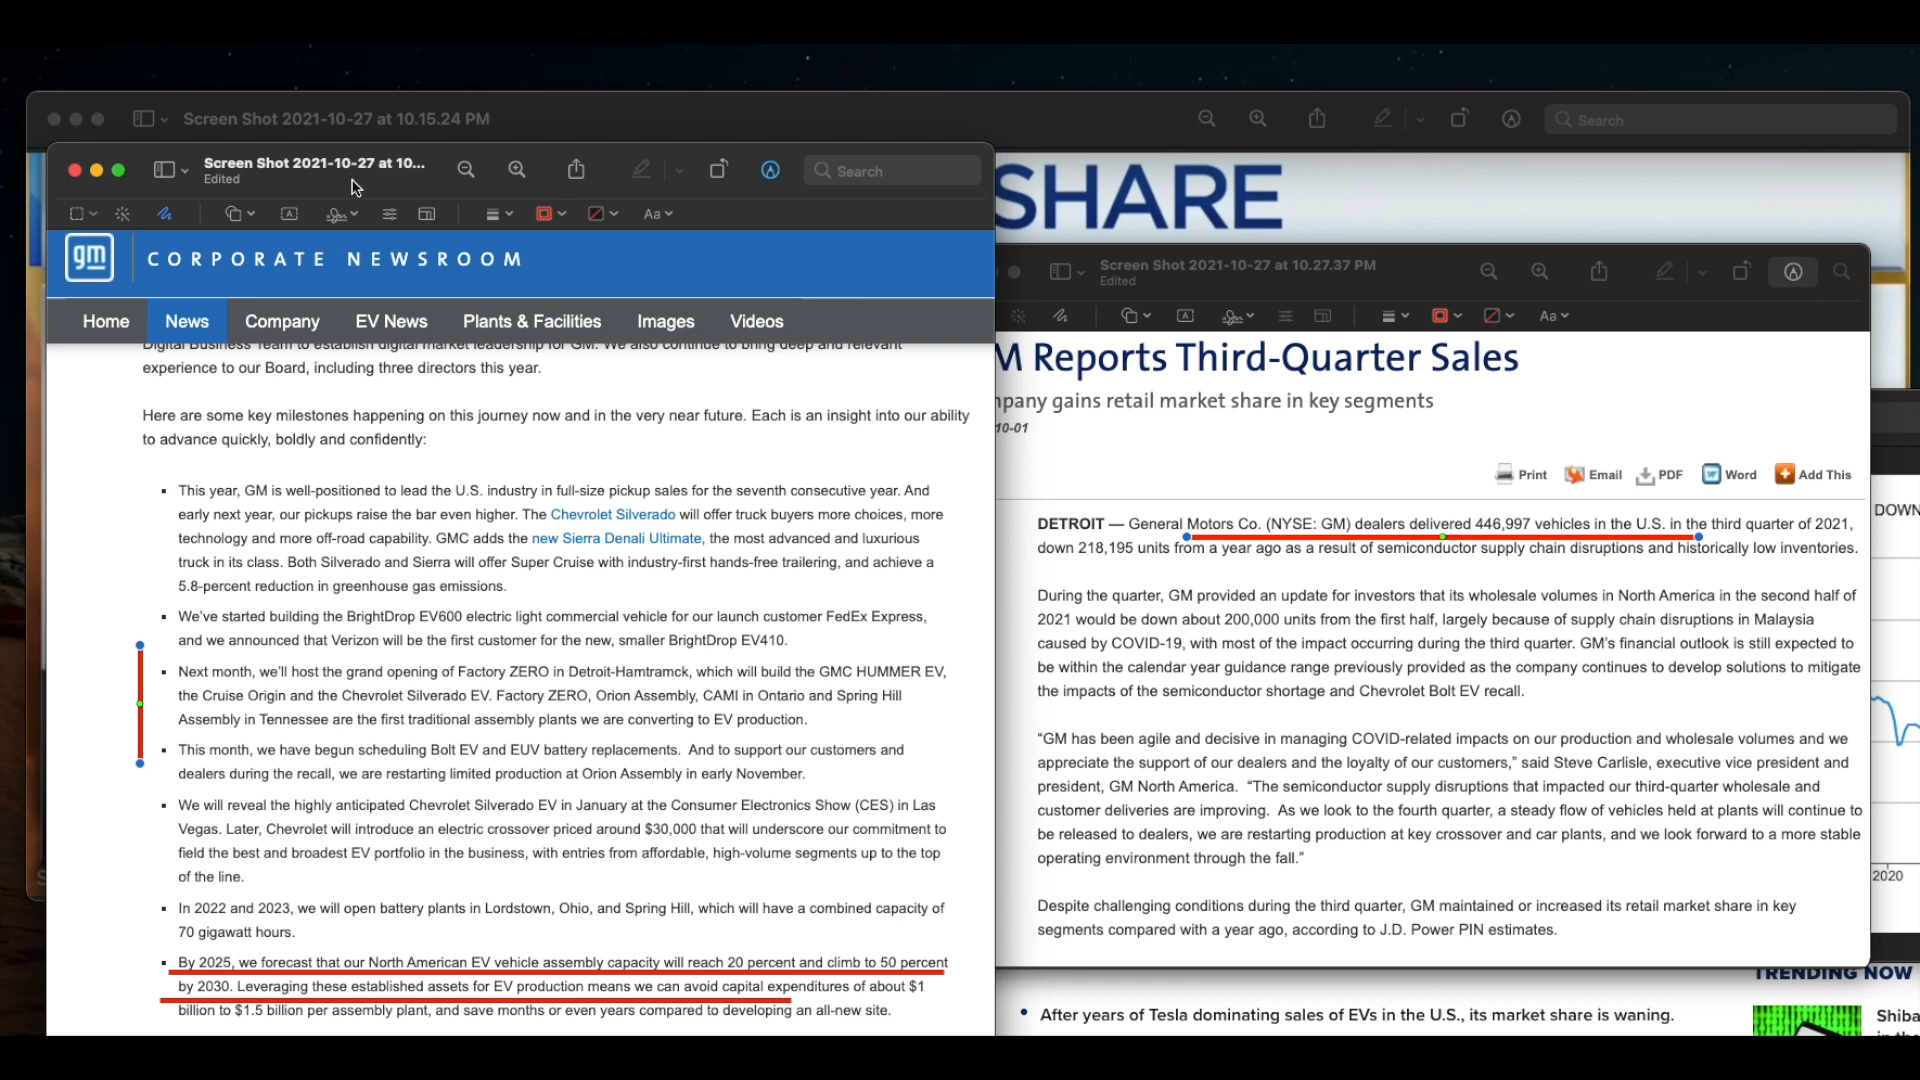 Screen Shot 2021-10-27 at 10.15.24 PM
Search
Screen Shot 2021-10-27 at 10...
Edited
Search
Aa
SHARE
gm
CORPORATE NEWSROOM
Home News Company EV News Plants & Facilities Images Videos
Digital Business Team to establish digital market leadership for GM. We also continue to bring deep and relevant
experience to our Board, including three directors this year.
Here are some key milestones happening on this journey now and in the very near future. Each is an insight into our ability
to advance quickly, boldly and confidently:
▪ This year, GM is well-positioned to lead the U.S. industry in full-size pickup sales for the seventh consecutive year. And
early next year, our pickups raise the bar even higher. The Chevrolet Silverado will offer truck buyers more choices, more
technology and more off-road capability. GMC adds the new Sierra Denali Ultimate, the most advanced and luxurious
truck in its class. Both Silverado and Sierra will offer Super Cruise with industry-first hands-free trailering, and achieve a
5.8-percent reduction in greenhouse gas emissions.
▪ We've started building the BrightDrop EV600 electric light commercial vehicle for our launch customer FedEx Express,
and we announced that Verizon will be the first customer for the new, smaller BrightDrop EV410.
▪ Next month, we'll host the grand opening of Factory ZERO in Detroit-Hamtramck, which will build the GMC HUMMER EV,
the Cruise Origin and the Chevrolet Silverado EV. Factory ZERO, Orion Assembly, CAMI in Ontario and Spring Hill
Assembly in Tennessee are the first traditional assembly plants we are converting to EV production.
▪ This month, we have begun scheduling Bolt EV and EUV battery replacements. And to support our customers and
dealers during the recall, we are restarting limited production at Orion Assembly in early November.
▪ We will reveal the highly anticipated Chevrolet Silverado EV in January at the Consumer Electronics Show (CES) in Las
Vegas. Later, Chevrolet will introduce an electric crossover priced around $30,000 that will underscore our commitment to
field the best and broadest EV portfolio in the business, with entries from affordable, high-volume segments up to the top
of the line.
▪ In 2022 and 2023, we will open battery plants in Lordstown, Ohio, and Spring Hill, which will have a combined capacity of
70 gigawatt hours.
▪ By 2025, we forecast that our North American EV vehicle assembly capacity will reach 20 percent and climb to 50 percent
by 2030. Leveraging these established assets for EV production means we can avoid capital expenditures of about $1
billion to $1.5 billion per assembly plant, and save months or even years compared to developing an all-new site.
Screen Shot 2021-10-27 at 10.27.37 PM
Edited
Aa
M Reports Third-Quarter Sales
mpany gains retail market share in key segments
10-01
Print Email PDF Word Add This
DETROIT — General Motors Co. (NYSE: GM) dealers delivered 446,997 vehicles in the U.S. in the third quarter of 2021,
down 218,195 units from a year ago as a result of semiconductor supply chain disruptions and historically low inventories.
During the quarter, GM provided an update for investors that its wholesale volumes in North America in the second half of
2021 would be down about 200,000 units from the first half, largely because of supply chain disruptions in Malaysia
caused by COVID-19, with most of the impact occurring during the third quarter. GM's financial outlook is still expected to
be within the calendar year guidance range previously provided as the company continues to develop solutions to mitigate
the impacts of the semiconductor shortage and Chevrolet Bolt EV recall.
"GM has been agile and decisive in managing COVID-related impacts on our production and wholesale volumes and we
appreciate the support of our dealers and the loyalty of our customers," said Steve Carlisle, executive vice president and
president, GM North America. "The semiconductor supply disruptions that impacted our third-quarter wholesale and
customer deliveries are improving. As we look to the fourth quarter, a steady flow of vehicles held at plants will continue to
be released to dealers, we are restarting production at key crossover and car plants, and we look forward to a more stable
operating environment through the fall."
Despite challenging conditions during the third quarter, GM maintained or increased its retail market share in key
segments compared with a year ago, according to J.D. Power PIN estimates.
DOWN
2020
TRENDING NOW
• After years of Tesla dominating sales of EVs in the U.S., its market share is waning.
Shiba